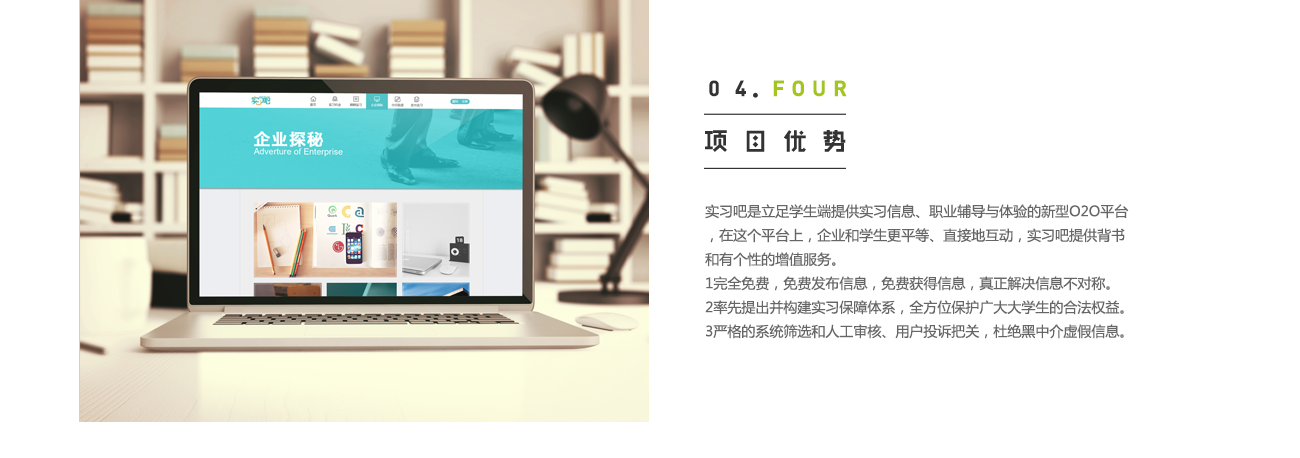 实习吧
企业探秘
Adverture of Enterprise
04. FOUR
项目优势
实习吧是立足学生端提供实习信息、职业辅导与体验的新型O2O平台
，在这个平台上，企业和学生更平等、直接地互动，实习吧提供背书
和有个性的增值服务。
1完全免费，免费发布信息，免费获得信息，真正解决信息不对称。
2率先提出并构建实习保障体系，全方位保护广大大学生的合法权益。
3严格的系统筛选和人工审核、用户投诉把关，杜绝黑中介虚假信息。